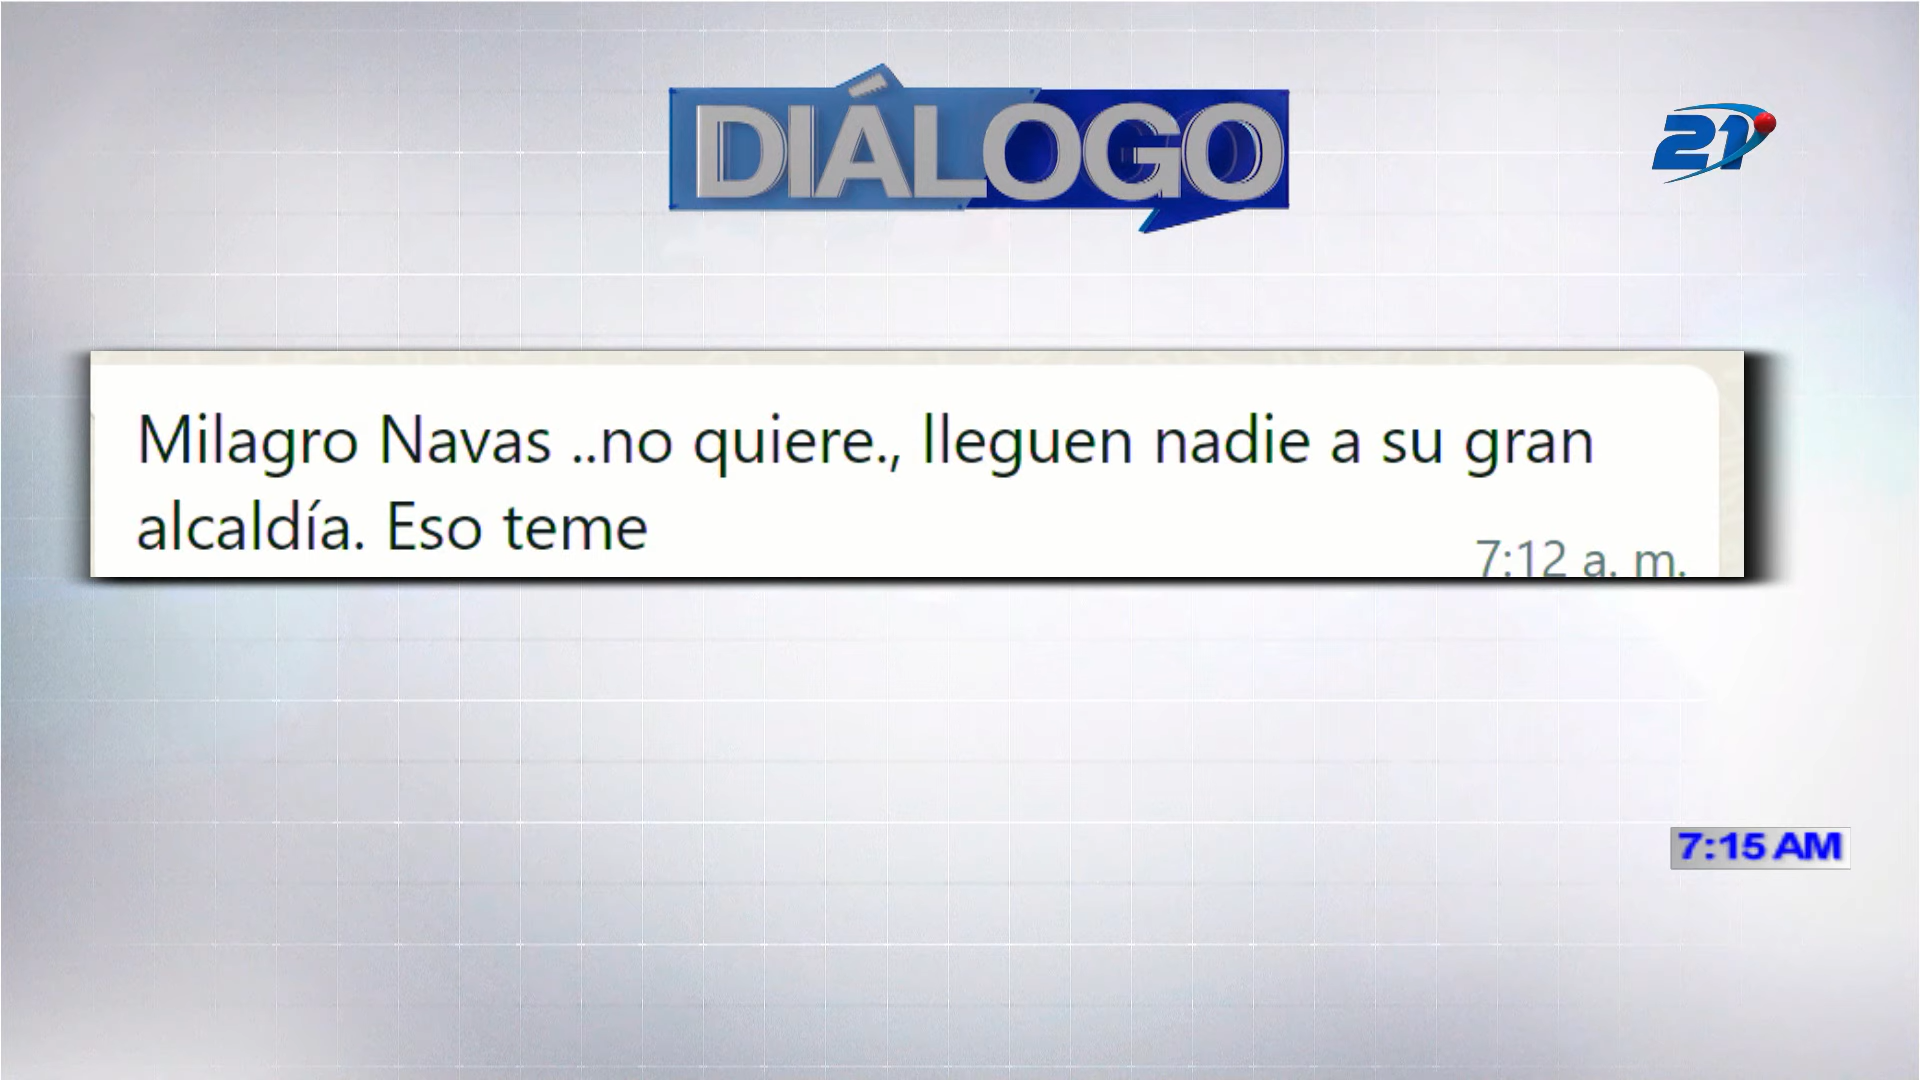 DIÁLOGO
21
Milagro Navas ..no quiere., lleguen nadie a su gran
alcaldía. Eso teme
7:12 a. m.
7:15 AM